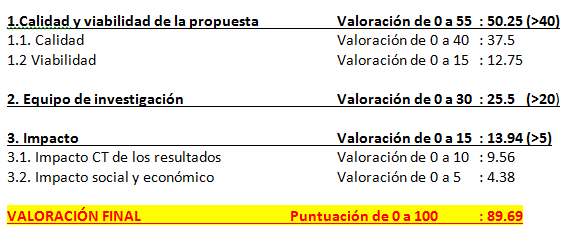 1.Calidad y viabilidad de la propuesta Valoración de 0 a 55 : 50.25 (>40)
1.1. Calidad Valoración de 0 a 40 : 37.5
1.2 Viabilidad Valoración de 0 a 15 : 12.75
2. Equipo de investigación Valoración de 0 a 30 : 25.5 (>20)
3. Impacto Valoración de 0 a 15 : 13.94 (>5)
3.1. Impacto CT de los resultados Valoración de 0 a 10 : 9.56
3.2. Impacto social y económico Valoración de 0 a 5 : 4.38
VALORACIÓN FINAL Puntuación de 0 a 100 : 89.69